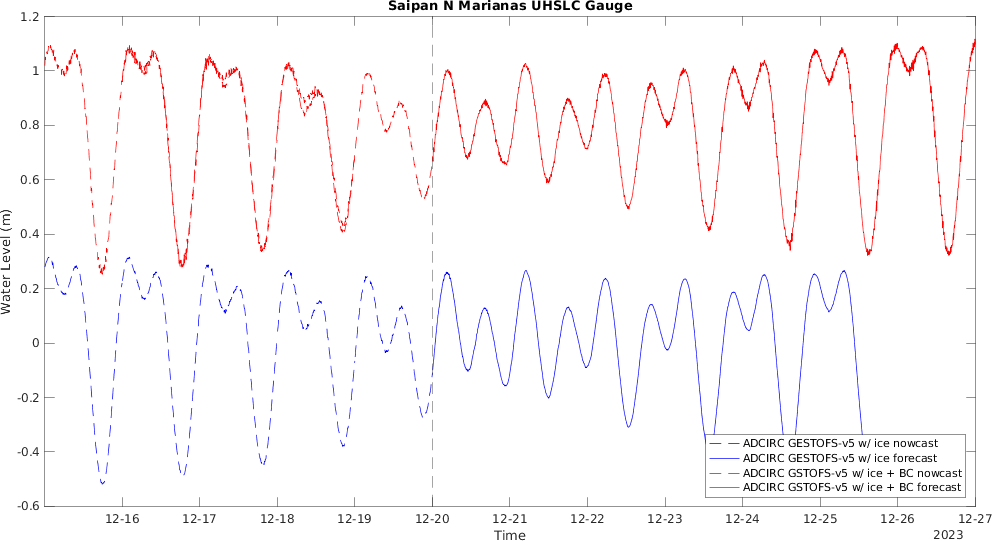 Saipan N Marianas UHSLC Gauge
1.2
1
0.8
0.6
0.4
0.2
0
-0.2
-0.4
-0.6
Water Level (m)
ADCIRC GESTOFS-v5 w/ ice nowcast
ADCIRC GESTOFS-v5 w/ ice forecast
ADCIRC GSTOFS-v5 w/ ice + BC nowcast
ADCIRC GSTOFS-v5 w/ ice + BC forecast
12-16 12-17 12-18 12-19 12-20 12-21 12-22 12-23 12-24 12-25 12-26 12-27
Time
2023